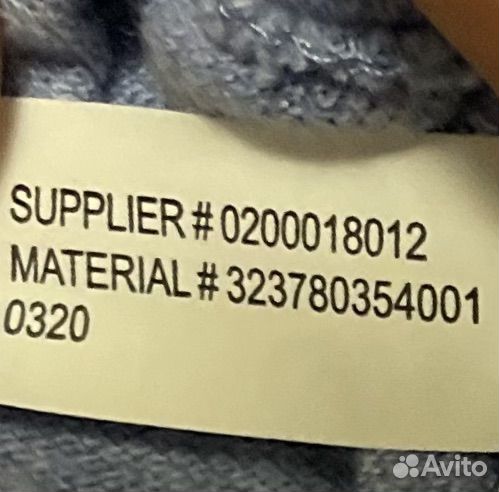 SUPPLIER # 0200018012
MATERIAL # 323780354001
0320
Avito